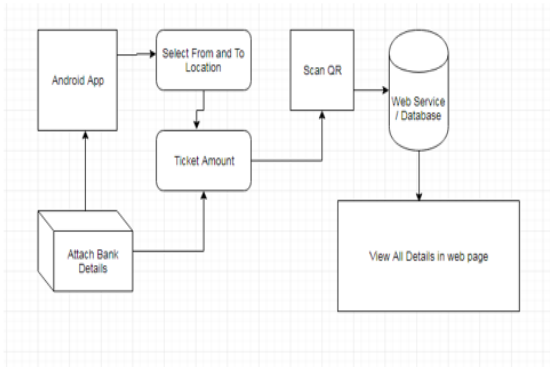 Android App
Select From and To
Location
Scan QR
Web Service
/ Database
Ticket Amount
Attach Bank
Details
View All Details in web page